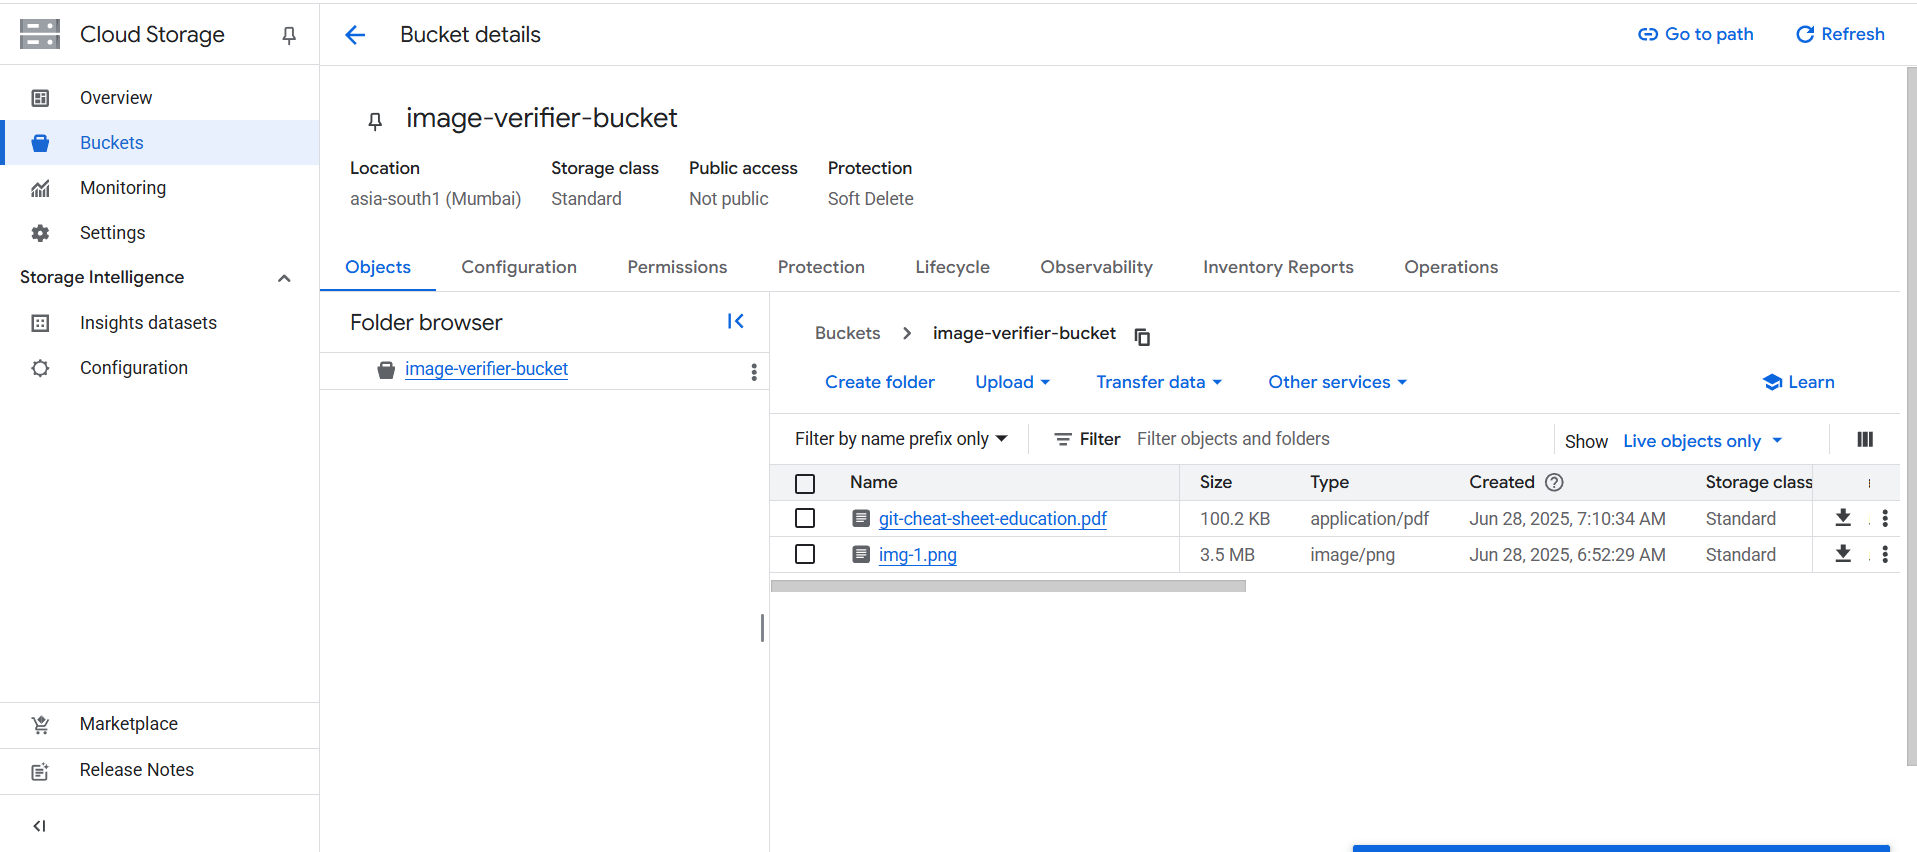 Cloud Storage
Bucket details
Go to path
Refresh
Overview
Buckets
Monitoring
Settings
Storage Intelligence
Insights datasets
Configuration
Marketplace
Release Notes
image-verifier-bucket
Location
Storage class
Public access
Protection
asia-south1 (Mumbai)
Standard
Not public
Soft Delete
Objects
Configuration
Permissions
Protection
Lifecycle
Observability
Inventory Reports
Operations
Folder browser
image-verifier-bucket
Buckets
image-verifier-bucket
Create folder
Upload
Transfer data
Other services
Learn
Filter by name prefix only
Filter
Filter objects and folders
Show
Live objects only
Name
Size
Type
Created
Storage class
git-cheat-sheet-education.pdf
100.2 KB
application/pdf
Jun 28, 2025, 7:10:34 AM
Standard
img-1.png
3.5 MB
image/png
Jun 28, 2025, 6:52:29 AM
Standard